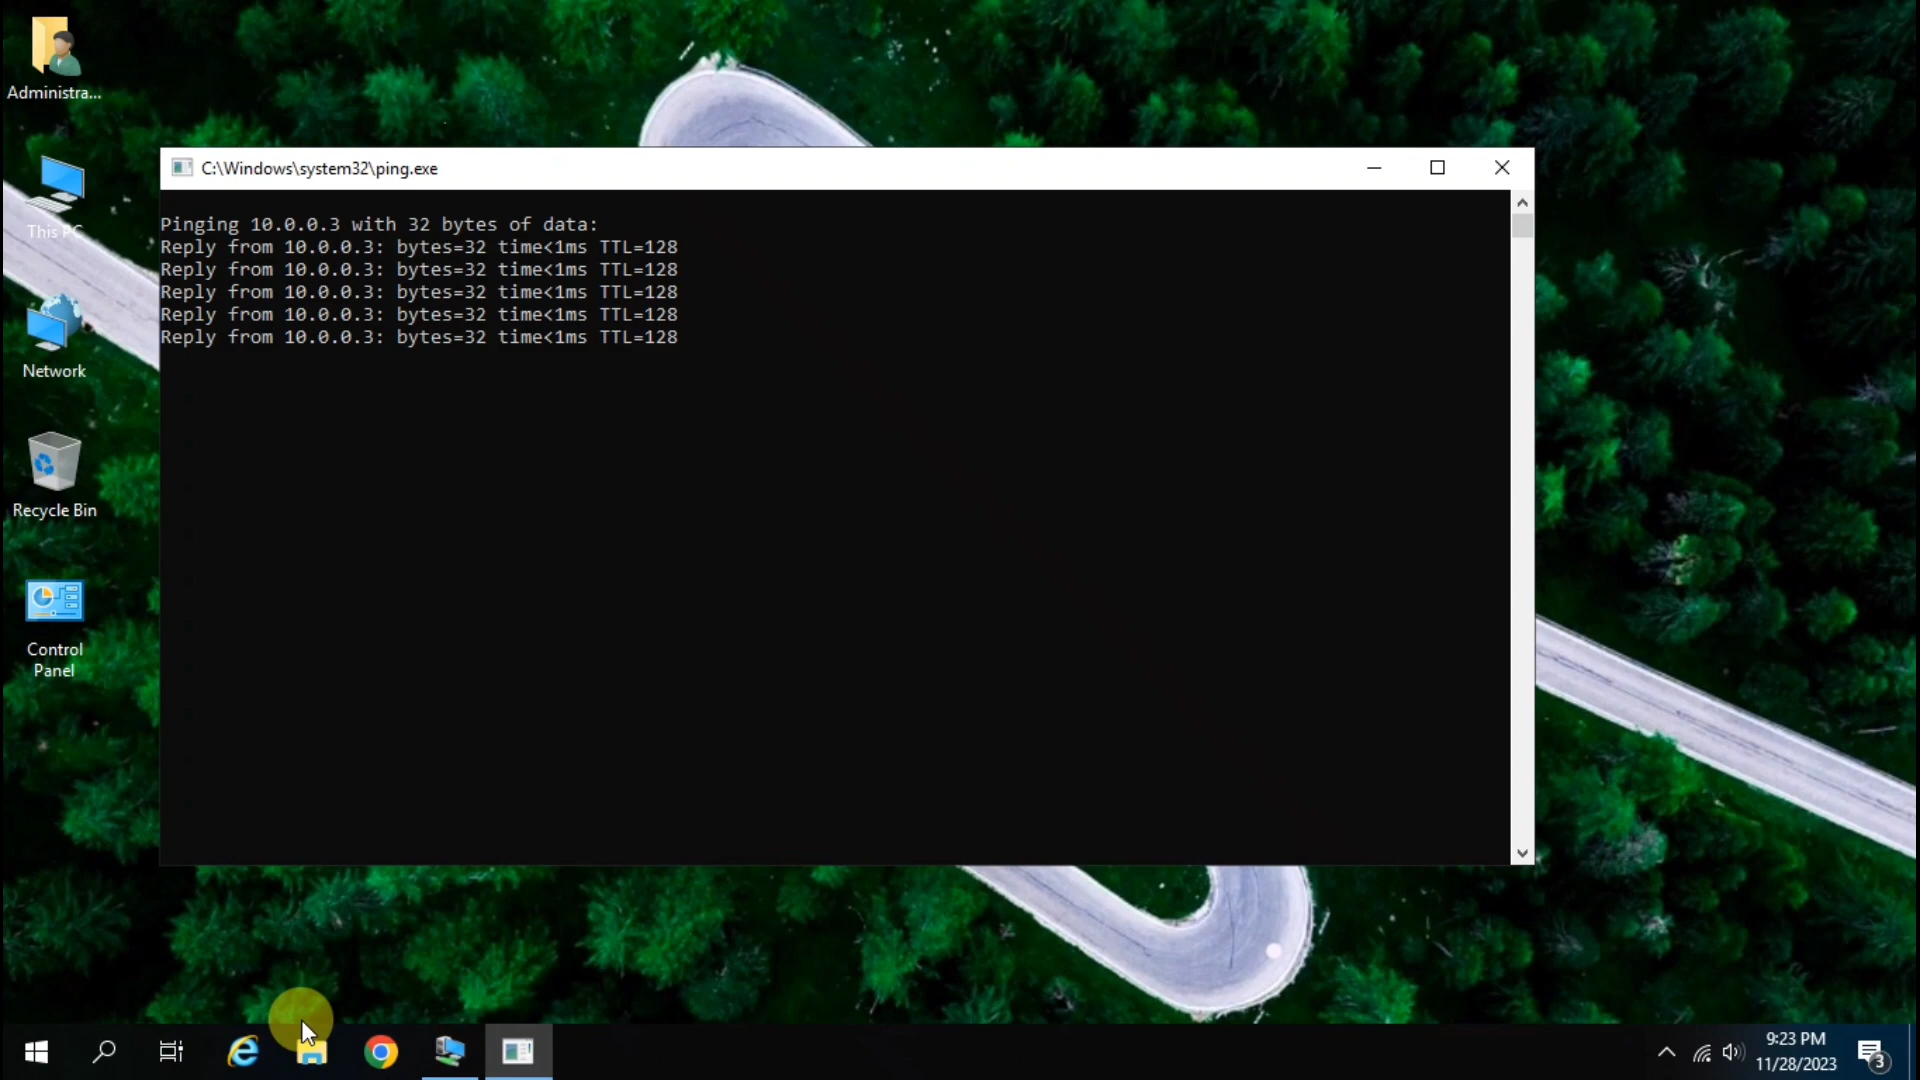 Administra...
This PC
Network
Recycle Bin
Control
Panel
C:\Windows\system32\ping.exe
Pinging 10.0.0.3 with 32 bytes of data:
Reply from 10.0.0.3: bytes=32 time<1ms TTL=128
Reply from 10.0.0.3: bytes=32 time<1ms TTL=128
Reply from 10.0.0.3: bytes=32 time<1ms TTL=128
Reply from 10.0.0.3: bytes=32 time<1ms TTL=128
Reply from 10.0.0.3: bytes=32 time<1ms TTL=128
9:23 PM
11/28/2023
3